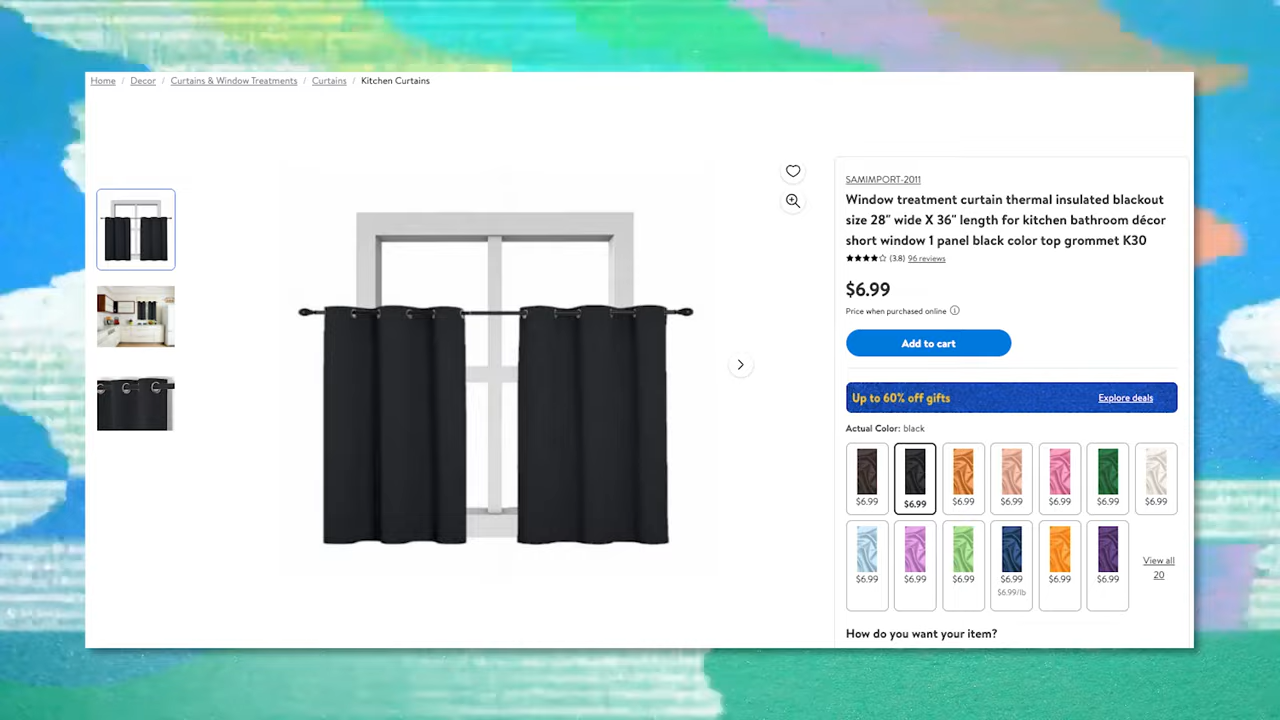 Home / Decor / Curtains & Window Treatments / Curtains / Kitchen Curtains
SAMIMPORT-2011
Window treatment curtain thermal insulated blackout
size 28" wide X 36" length for kitchen bathroom décor
short window 1 panel black color top grommet K30
(3.8) 96 reviews
$6.99
Price when purchased online
Add to cart
Up to 60% off gifts Explore deals
Actual Color: black
$6.99 $6.99 $6.99 $6.99 $6.99 $6.99 $6.99
$6.99 $6.99 $6.99 $6.99 $6.99 $6.99
$6.99/lb
View all
20
How do you want your item?